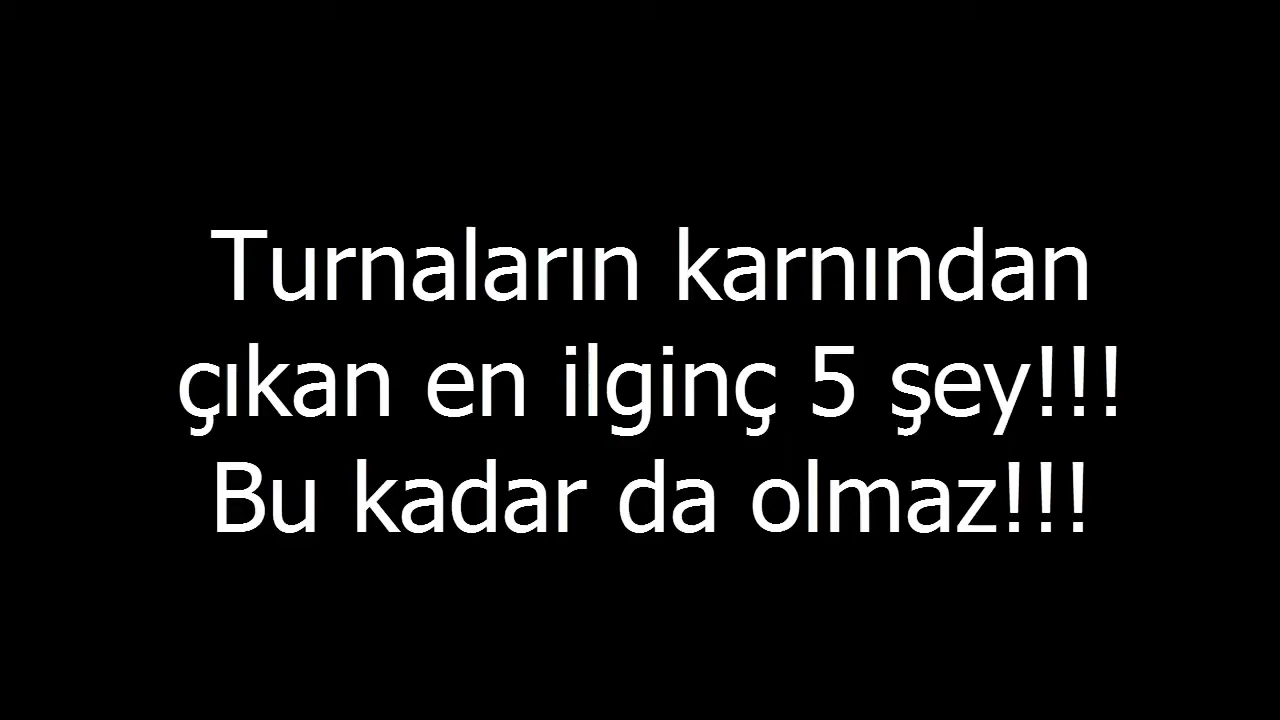 Turnaların karnından
çıkan en ilginç 5 şey!!!
Bu kadar da olmaz!!!